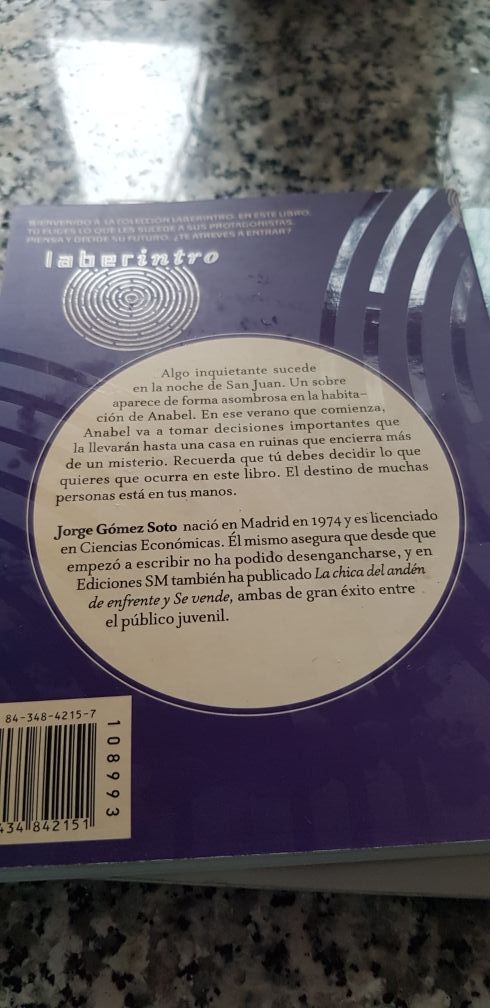 BIENVENIDO A LA COLECCIÓN LABERINTRO. EN ESTE LIBRO,
TÚ ELIGES LO QUE LES SUCEDE A SUS PROTAGONISTAS.
PIENSA Y DECIDE SU FUTURO. ¿TE ATREVES A ENTRAR?
laberintro
Algo inquietante sucede
en la noche de San Juan. Un sobre
aparece de forma asombrosa en la habita-
ción de Anabel. En ese verano que comienza,
Anabel va a tomar decisiones importantes que
la llevarán hasta una casa en ruinas que encierra más
de un misterio. Recuerda que tú debes decidir lo que
quieres que ocurra en este libro. El destino de muchas
personas está en tus manos.
Jorge Gómez Soto nació en Madrid en 1974 y es licenciado
en Ciencias Económicas. Él mismo asegura que desde que
empezó a escribir no ha podido desengancharse, y en
Ediciones SM también ha publicado La chica del andén
de enfrente y Se vende, ambas de gran éxito entre
el público juvenil.
84-348-4215-7
108993
434 842151